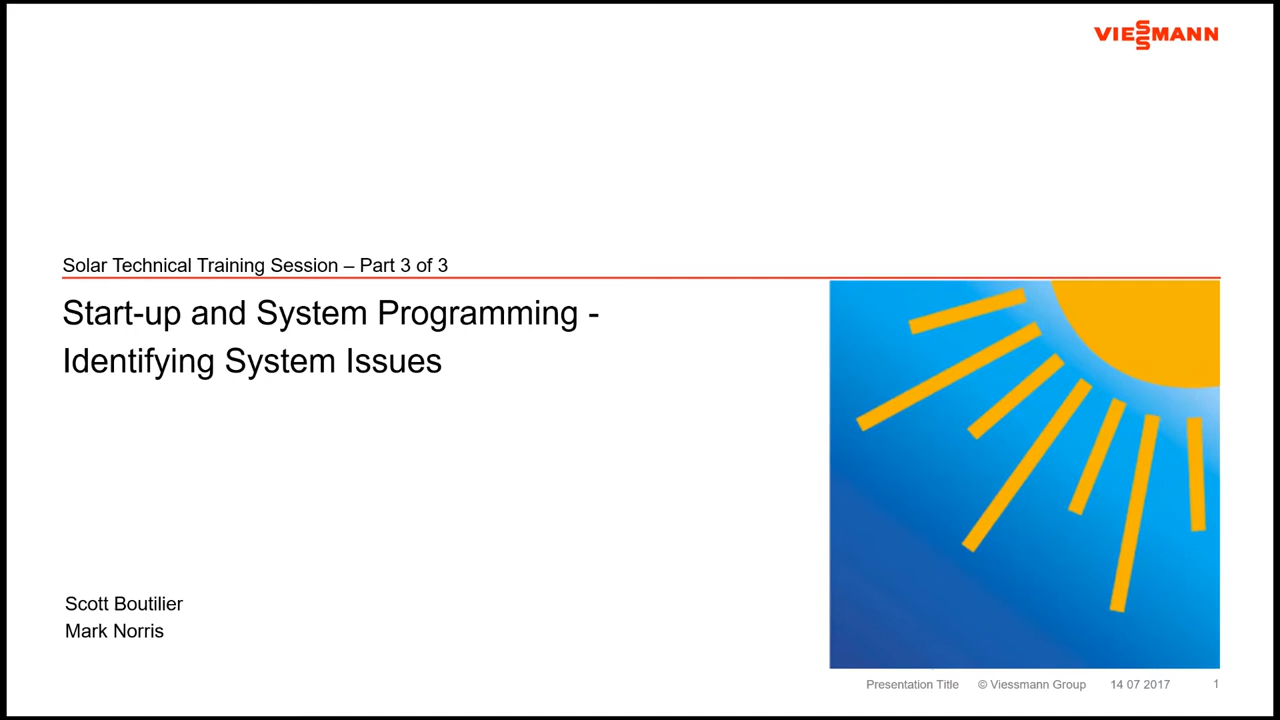 VIESSMANN
Solar Technical Training Session – Part 3 of 3
Start-up and System Programming -
Identifying System Issues
Scott Boutilier
Mark Norris
Presentation Title © Viessmann Group 14 07 2017 1